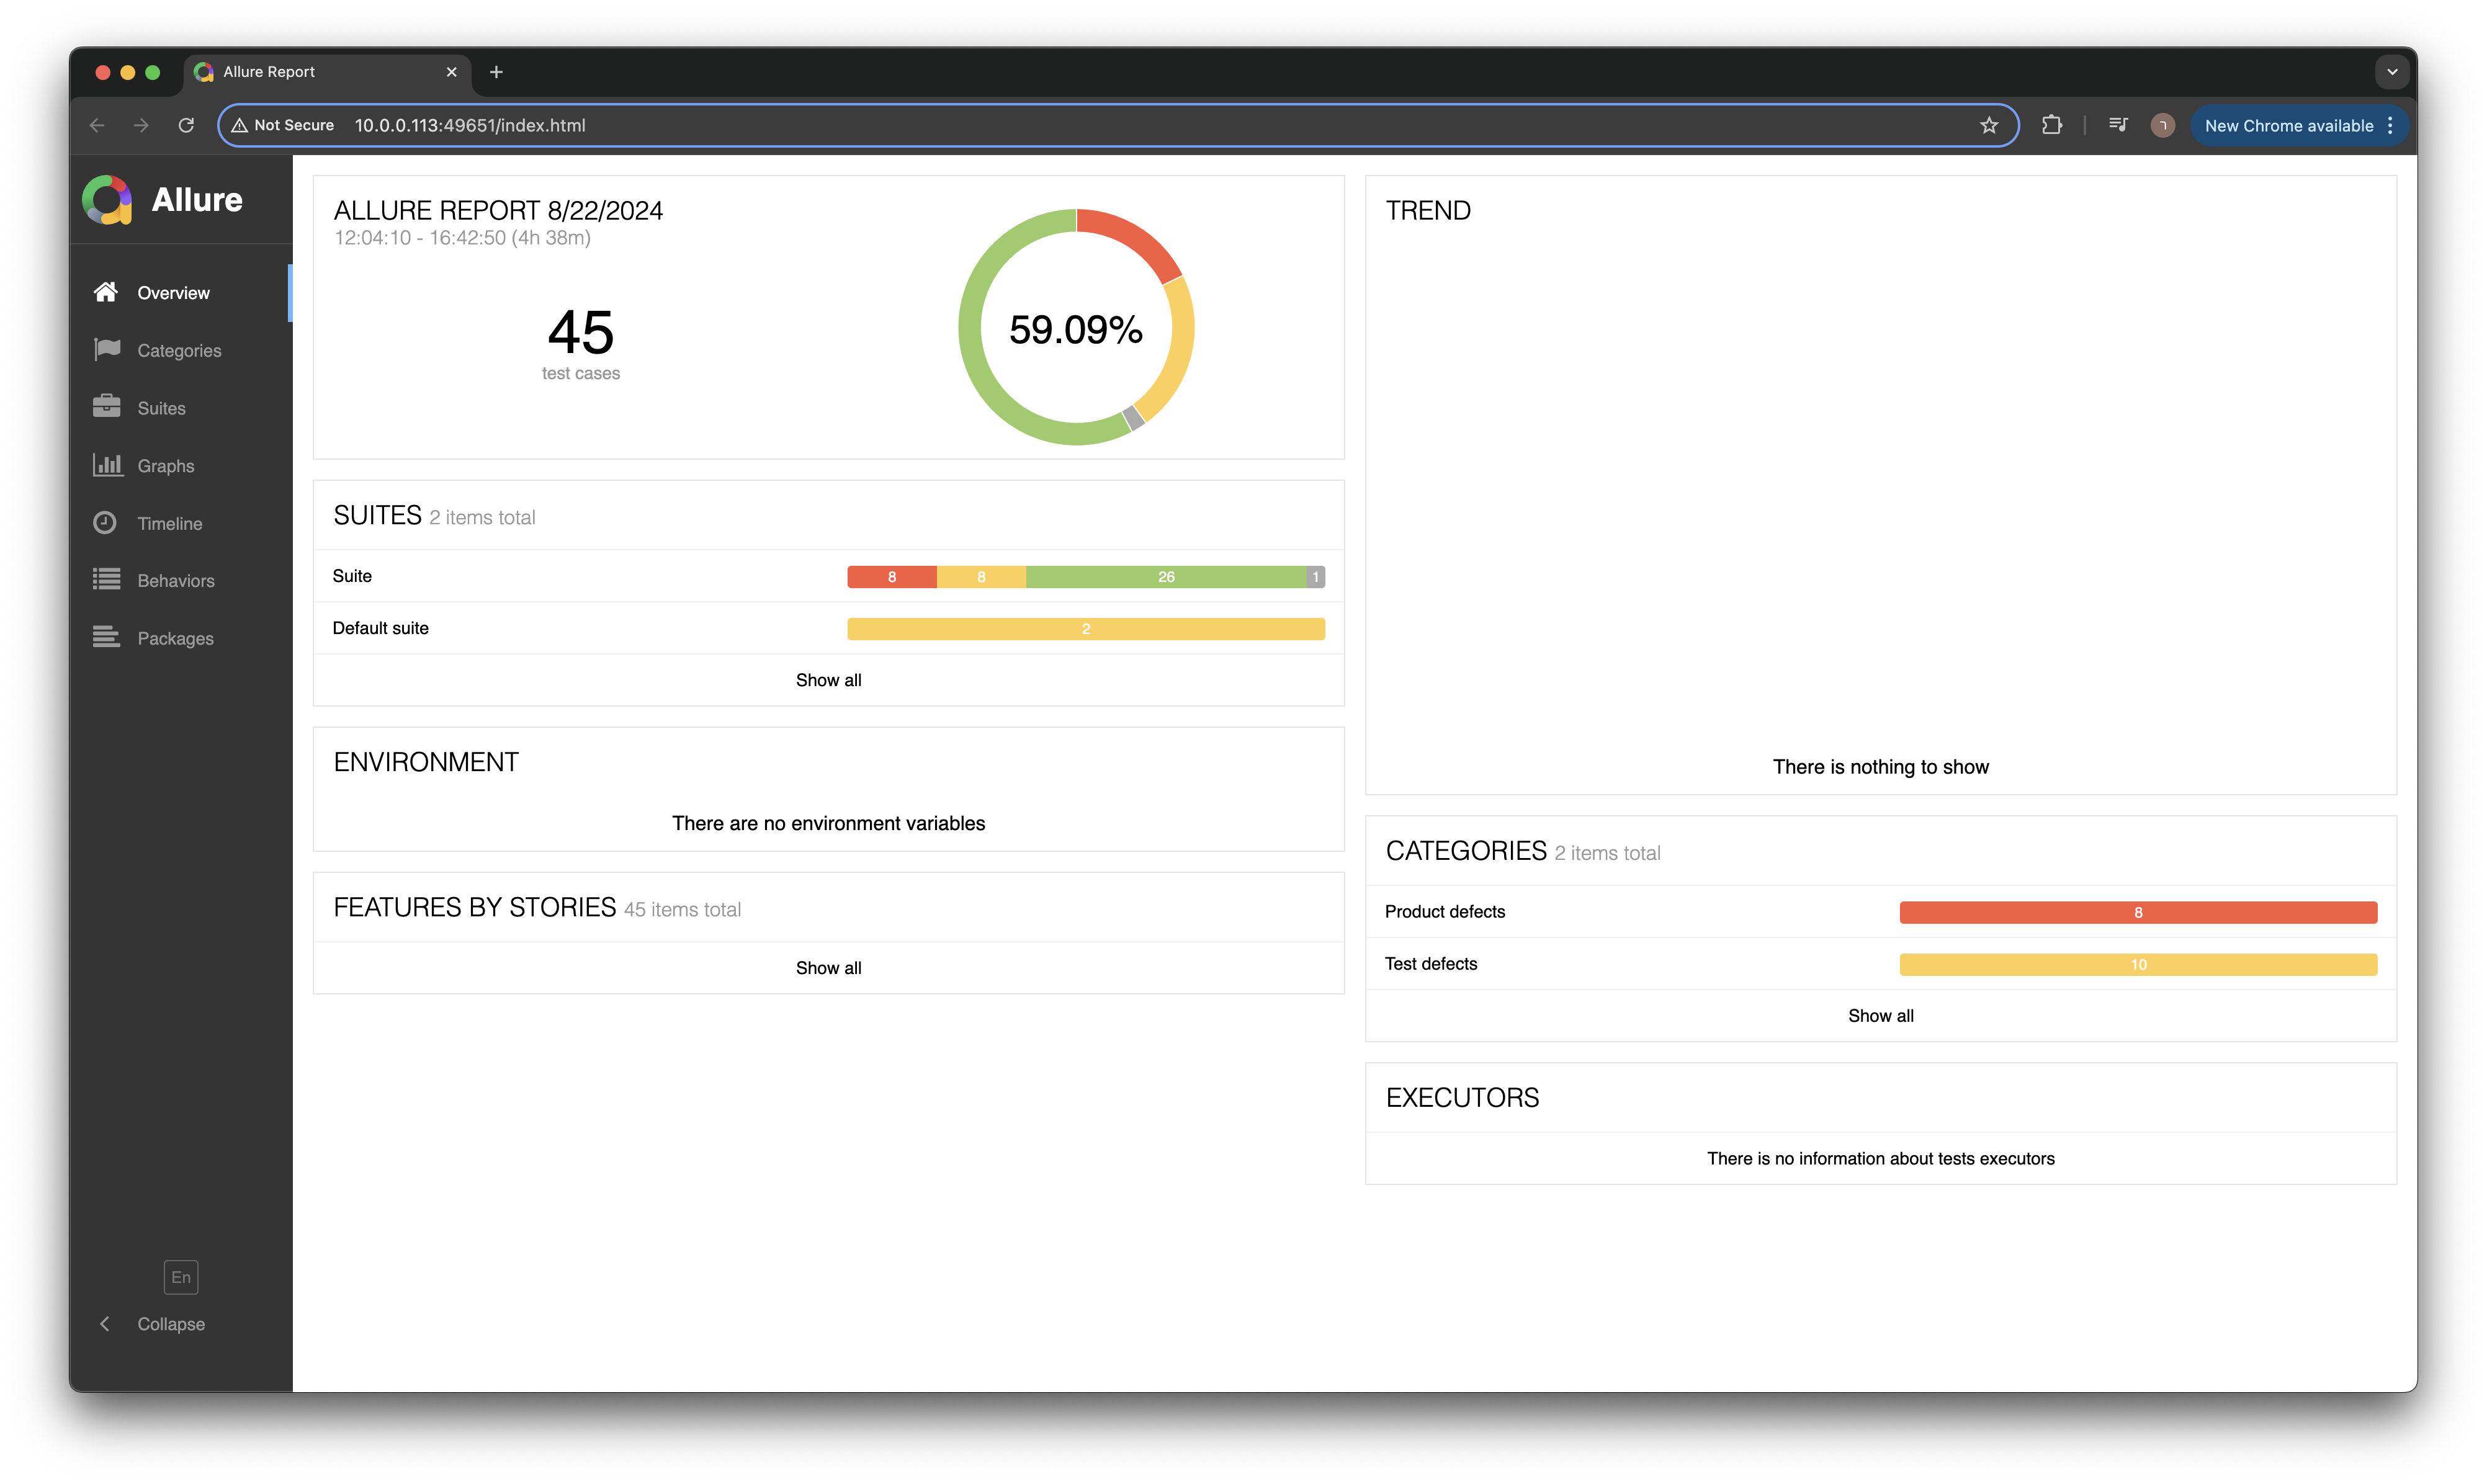 Allure Report
Not Secure 10.0.0.113:49651/index.html
New Chrome available
Allure
Overview
Categories
Suites
Graphs
Timeline
Behaviors
Packages
En
Collapse
ALLURE REPORT 8/22/2024
12:04:10 - 16:42:50 (4h 38m)
45
test cases
59.09%
SUITES 2 items total
Suite 8 8 26 1
Default suite 2
Show all
ENVIRONMENT
There are no environment variables
FEATURES BY STORIES 45 items total
Show all
TREND
There is nothing to show
CATEGORIES 2 items total
Product defects 8
Test defects 10
Show all
EXECUTORS
There is no information about tests executors